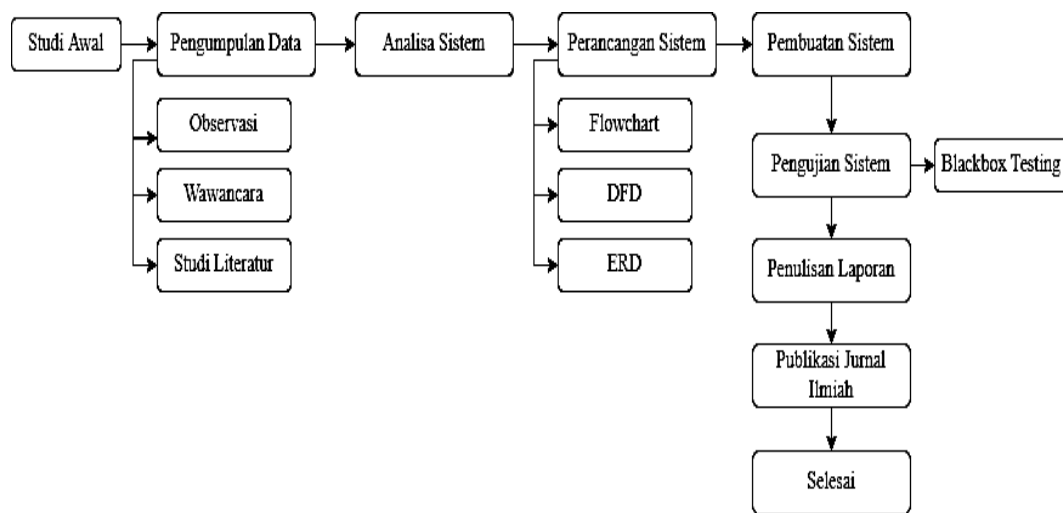 Studi Awal
Pengumpulan Data
Analisa Sistem
Perancangan Sistem
Pembuatan Sistem
Observasi
Wawancara
Studi Literatur
Flowchart
DFD
ERD
Pengujian Sistem
Blackbox Testing
Penulisan Laporan
Publikasi Jurnal
Ilmiah
Selesai